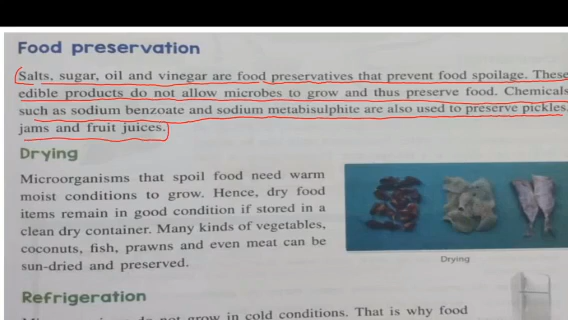 Food preservation
Salts, sugar, oil and vinegar are food preservatives that prevent food spoilage. These
edible products do not allow microbes to grow and thus preserve food. Chemicals
such as sodium benzoate and sodium metabisulphite are also used to preserve pickles,
jams and fruit juices.
Drying
Microorganisms that spoil food need warm
moist conditions to grow. Hence, dry food
items remain in good condition if stored in a
clean dry container. Many kinds of vegetables,
coconuts, fish, prawns and even meat can be
sun-dried and preserved.
Drying
Refrigeration
not grow in cold conditions. That is why food